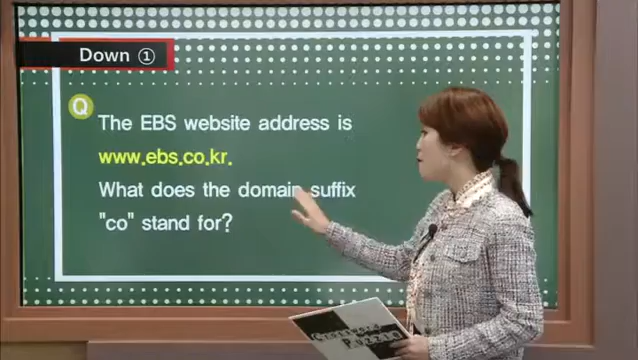 Down ①
Q
The EBS website address is
www.ebs.co.kr.
What does the domain suffix
"co" stand for?